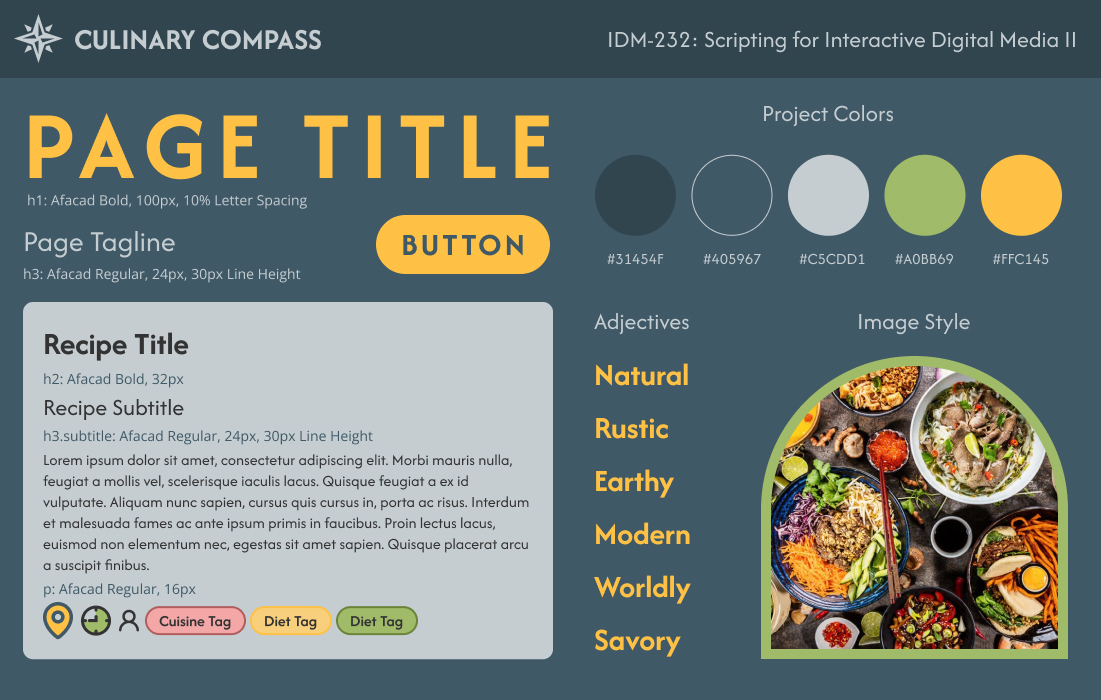 CULINARY COMPASS
IDM-232: Scripting for Interactive Digital Media II
PAGE TITLE
h1: Afacad Bold, 100px, 10% Letter Spacing
Page Tagline
h3: Afacad Regular, 24px, 30px Line Height
BUTTON
Recipe Title
h2: Afacad Bold, 32px
Recipe Subtitle
h3.subtitle: Afacad Regular, 24px, 30px Line Height
Lorem ipsum dolor sit amet, consectetur adipiscing elit. Morbi mauris nulla,
feugiat a mollis vel, scelerisque iaculis lacus. Quisque feugiat a ex id
vulputate. Aliquam nunc sapien, cursus quis cursus in, porta ac risus. Interdum
et malesuada fames ac ante ipsum primis in faucibus. Proin lectus lacus,
euismod non elementum nec, egestas sit amet sapien. Quisque placerat arcu
a suscipit finibus.
p: Afacad Regular, 16px
Cuisine Tag
Diet Tag
Diet Tag
Project Colors
#31454F
#405967
#C5CDD1
#A0BB69
#FFC145
Adjectives
Natural
Rustic
Earthy
Modern
Worldly
Savory
Image Style